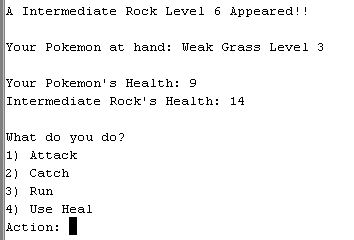 A Intermediate Rock Level 6 Appeared!!
Your Pokemon at hand: Weak Grass Level 3
Your Pokemon's Health: 9
Intermediate Rock's Health: 14
What do you do?
1) Attack
2) Catch
3) Run
4) Use Heal
Action: